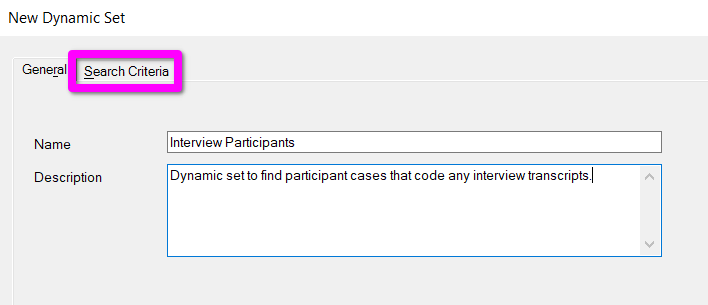 New Dynamic Set
General Search Criteria
Name Interview Participants
Description Dynamic set to find participant cases that code any interview transcripts.